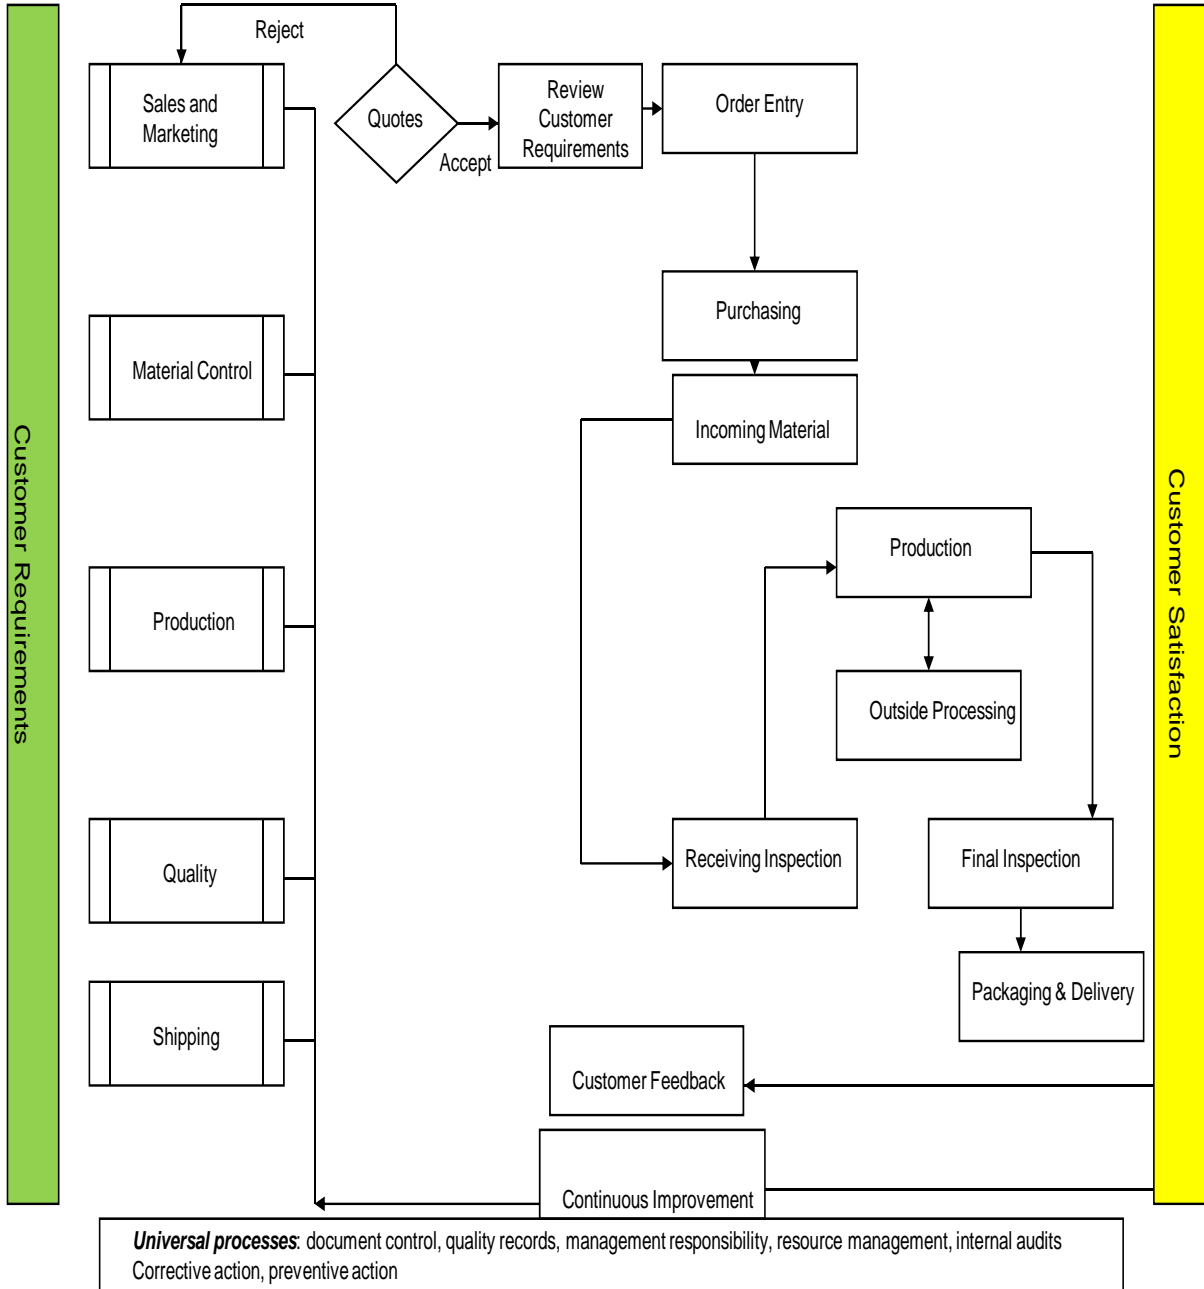 Reject
Sales and
Marketing
Quotes
Accept
Review
Customer
Requirements
Order Entry
Purchasing
Material Control
Incoming Material
Customer Requirements
Customer Satisfaction
Production
Production
Outside Processing
Quality
Receiving Inspection
Final Inspection
Packaging & Delivery
Shipping
Customer Feedback
Continuous Improvement
Universal processes: document control, quality records, management responsibility, resource management, internal audits
Corrective action, preventive action